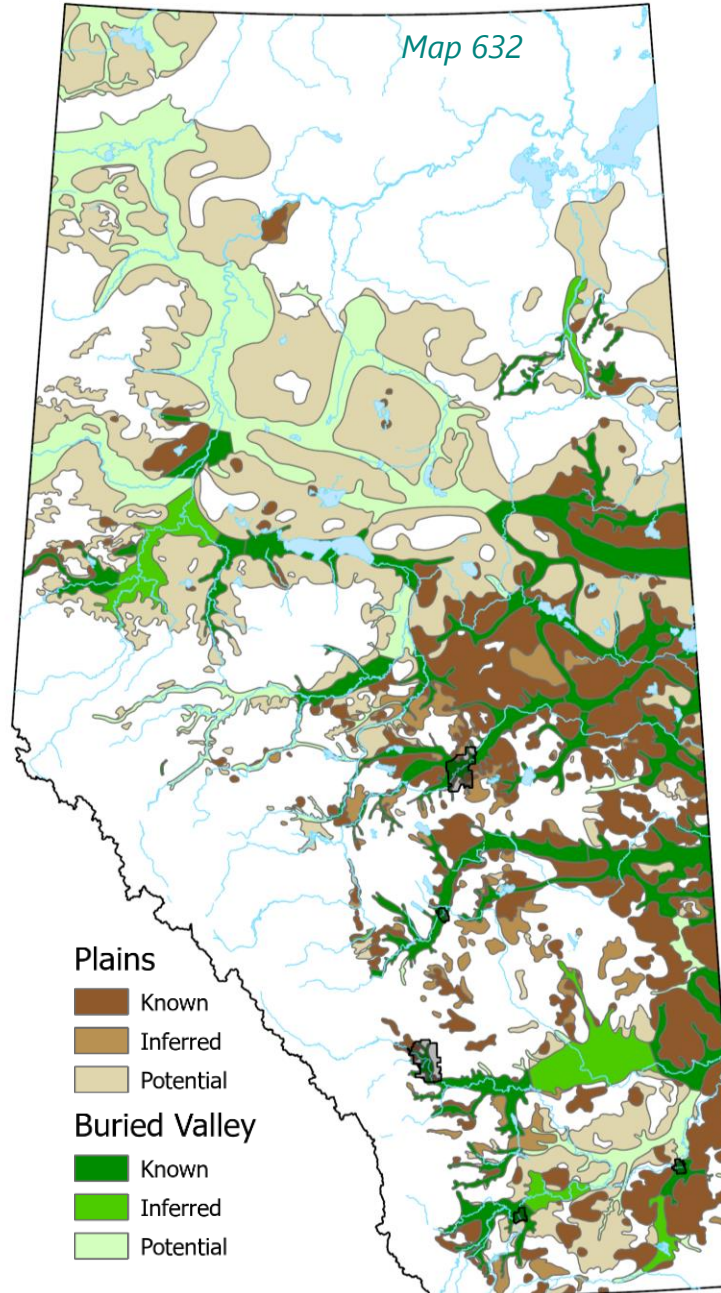 Map 632
Plains
Known
Inferred
Potential
Buried Valley
Known
Inferred
Potential